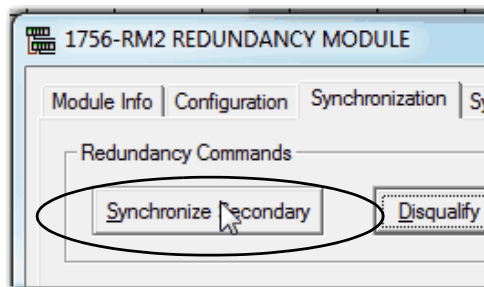 1756-RM2 REDUNDANCY MODULE
Module Info Configuration Synchronization
Redundancy Commands
Synchronize Secondary Disqualify